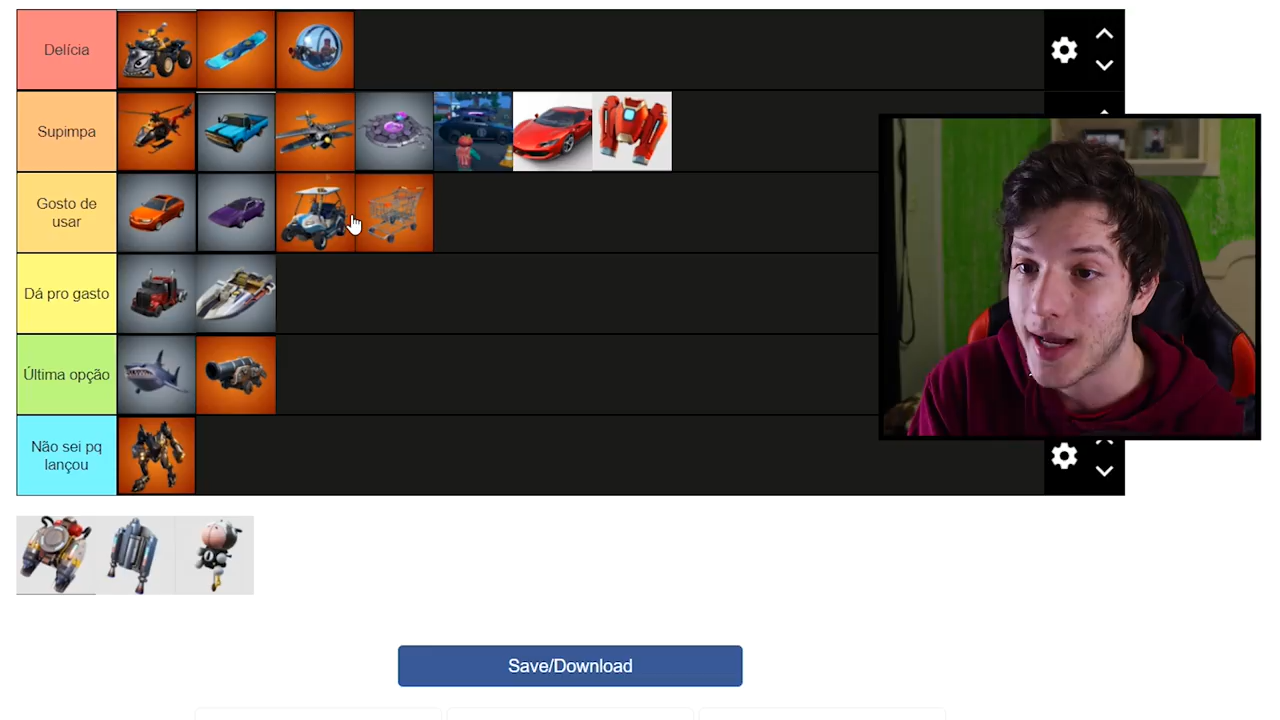 Delícia
Supimpa
Gosto de
usar
Dá pro gasto
Última opção
Não sei pq
lançou
Save/Download